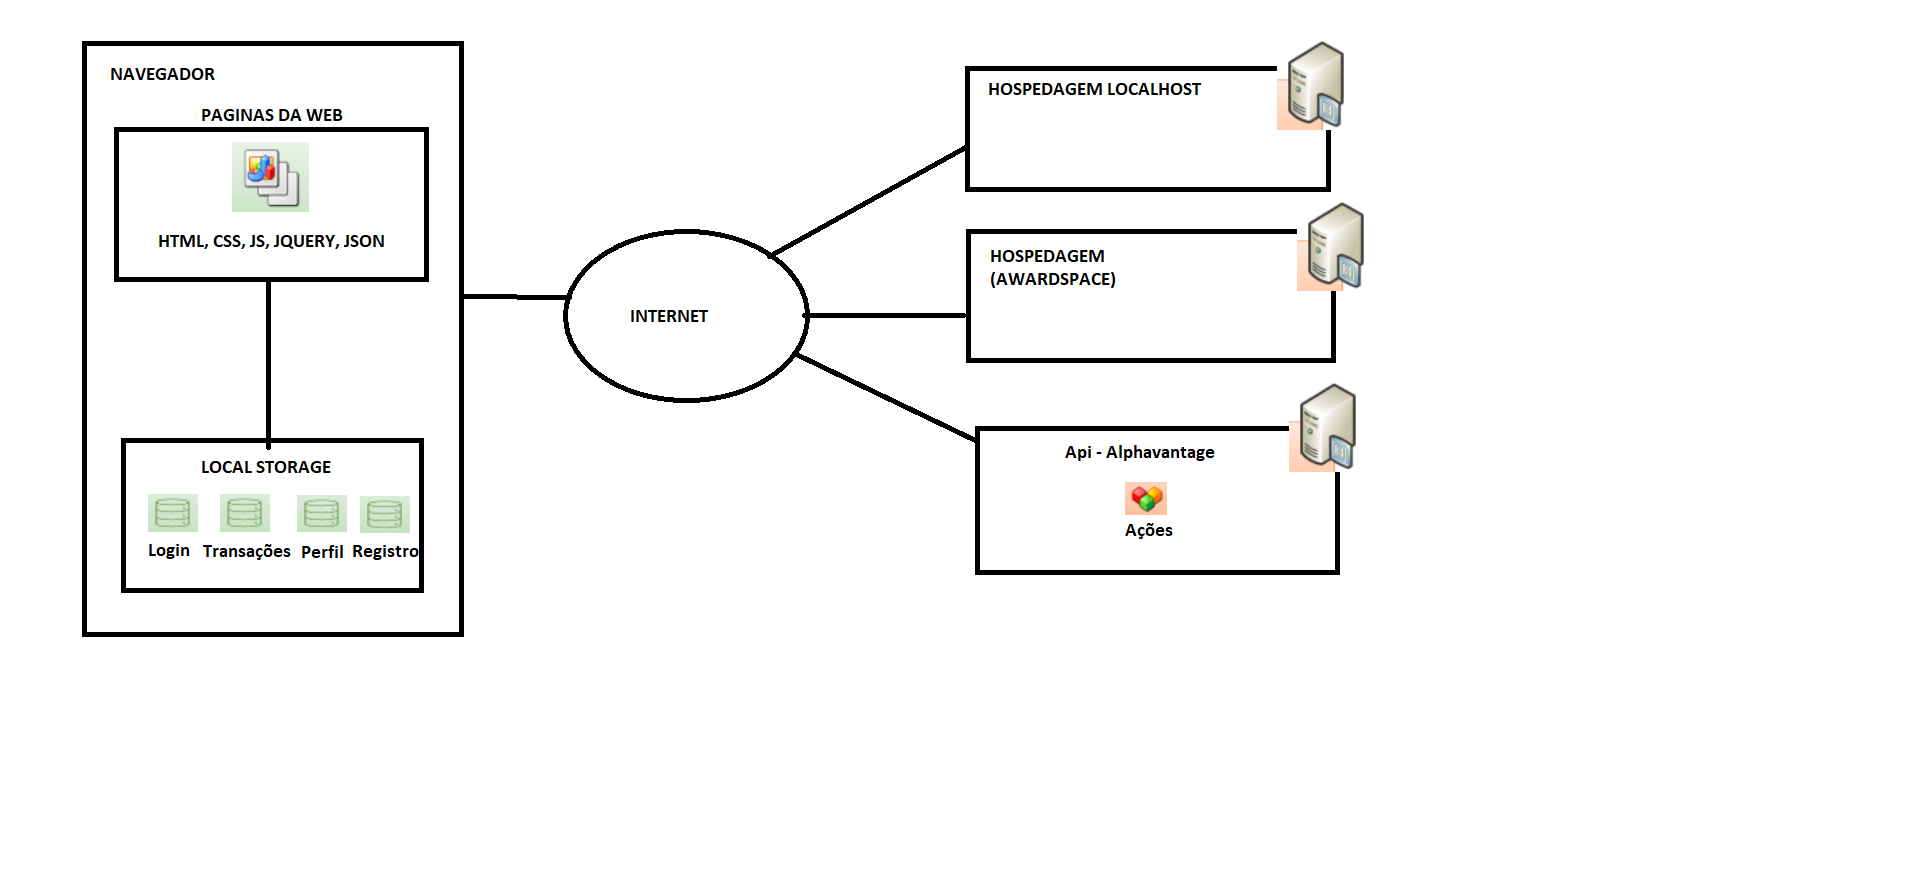 NAVEGADOR
PAGINAS DA WEB
HTML, CSS, JS, JQUERY, JSON
LOCAL STORAGE
Login
Transações
Perfil
Registro
INTERNET
HOSPEDAGEM LOCALHOST
HOSPEDAGEM
(AWARDSPACE)
Api - Alphavantage
Ações